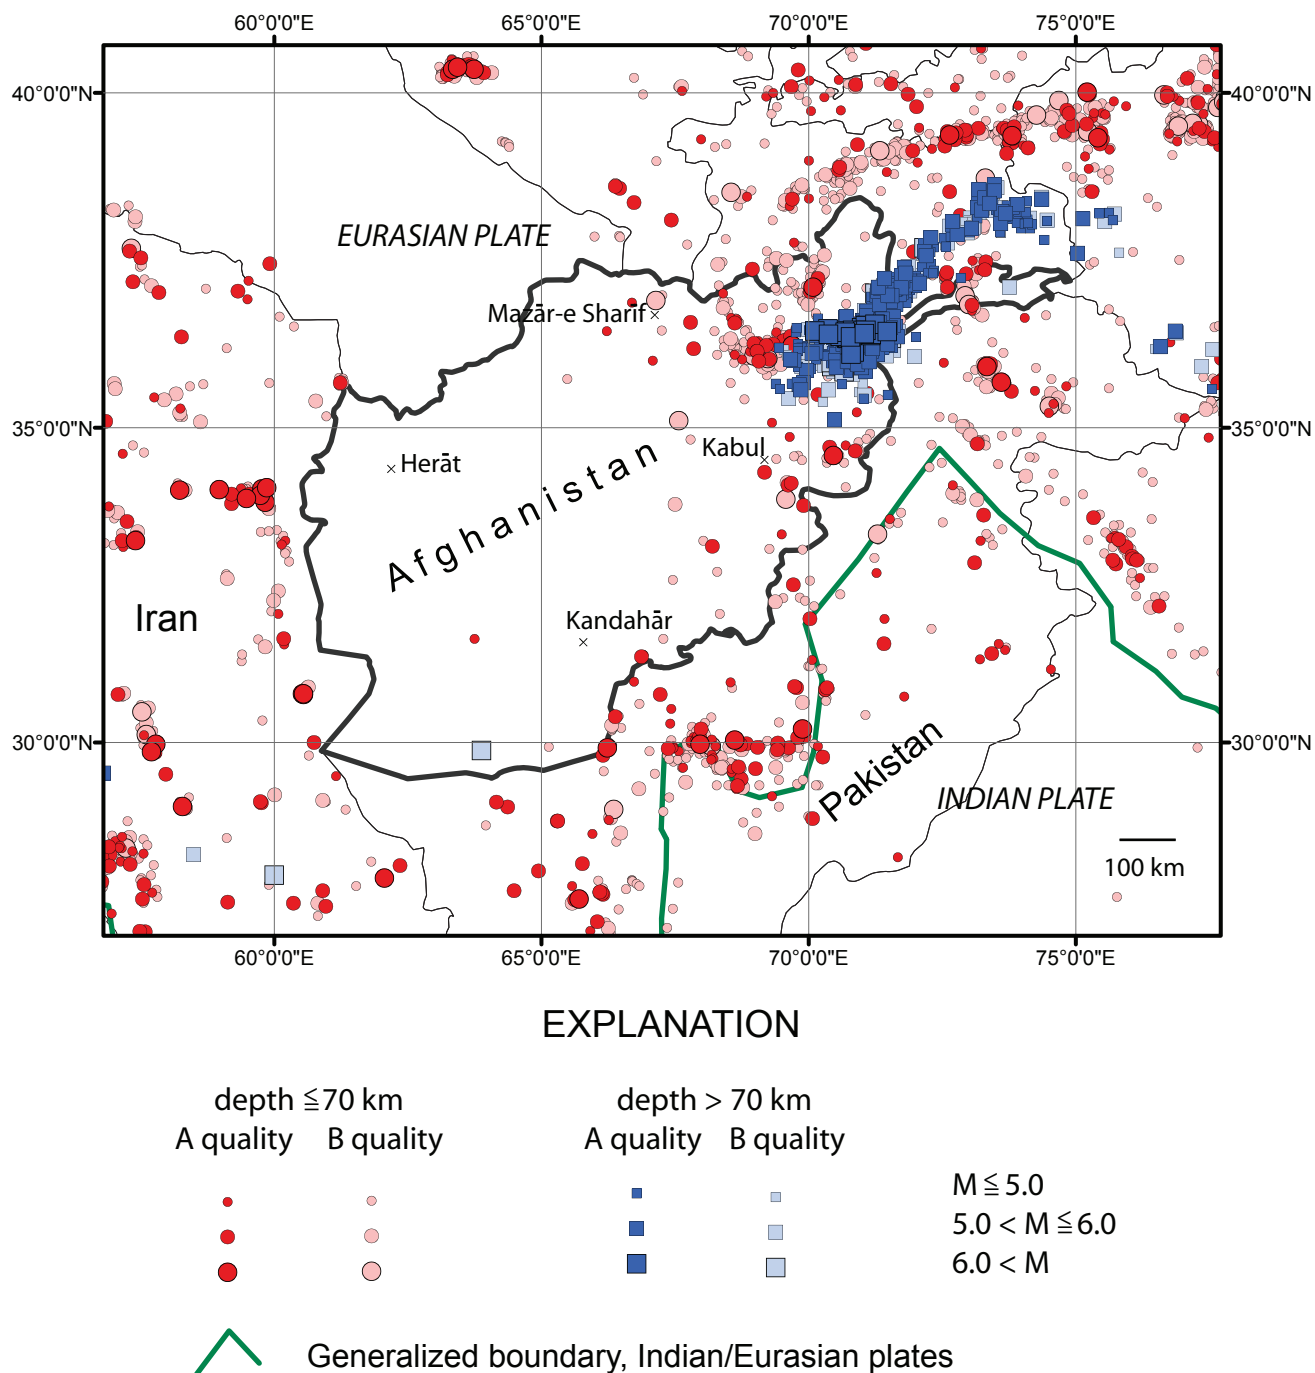 60°0'0"E 65°0'0"E 70°0'0"E 75°0'0"E
40°0'0"N 40°0'0"N
EURASIAN PLATE
Mazār-e Sharīf
35°0'0"N 35°0'0"N
Kabul
Herāt
Afghanistan
Iran
Kandahār
30°0'0"N 30°0'0"N
Pakistan
INDIAN PLATE
100 km
60°0'0"E 65°0'0"E 70°0'0"E 75°0'0"E
EXPLANATION
depth ≦70 km depth > 70 km
A quality B quality A quality B quality
M ≦ 5.0
5.0 < M ≦6.0
6.0 < M
Generalized boundary, Indian/Eurasian plates